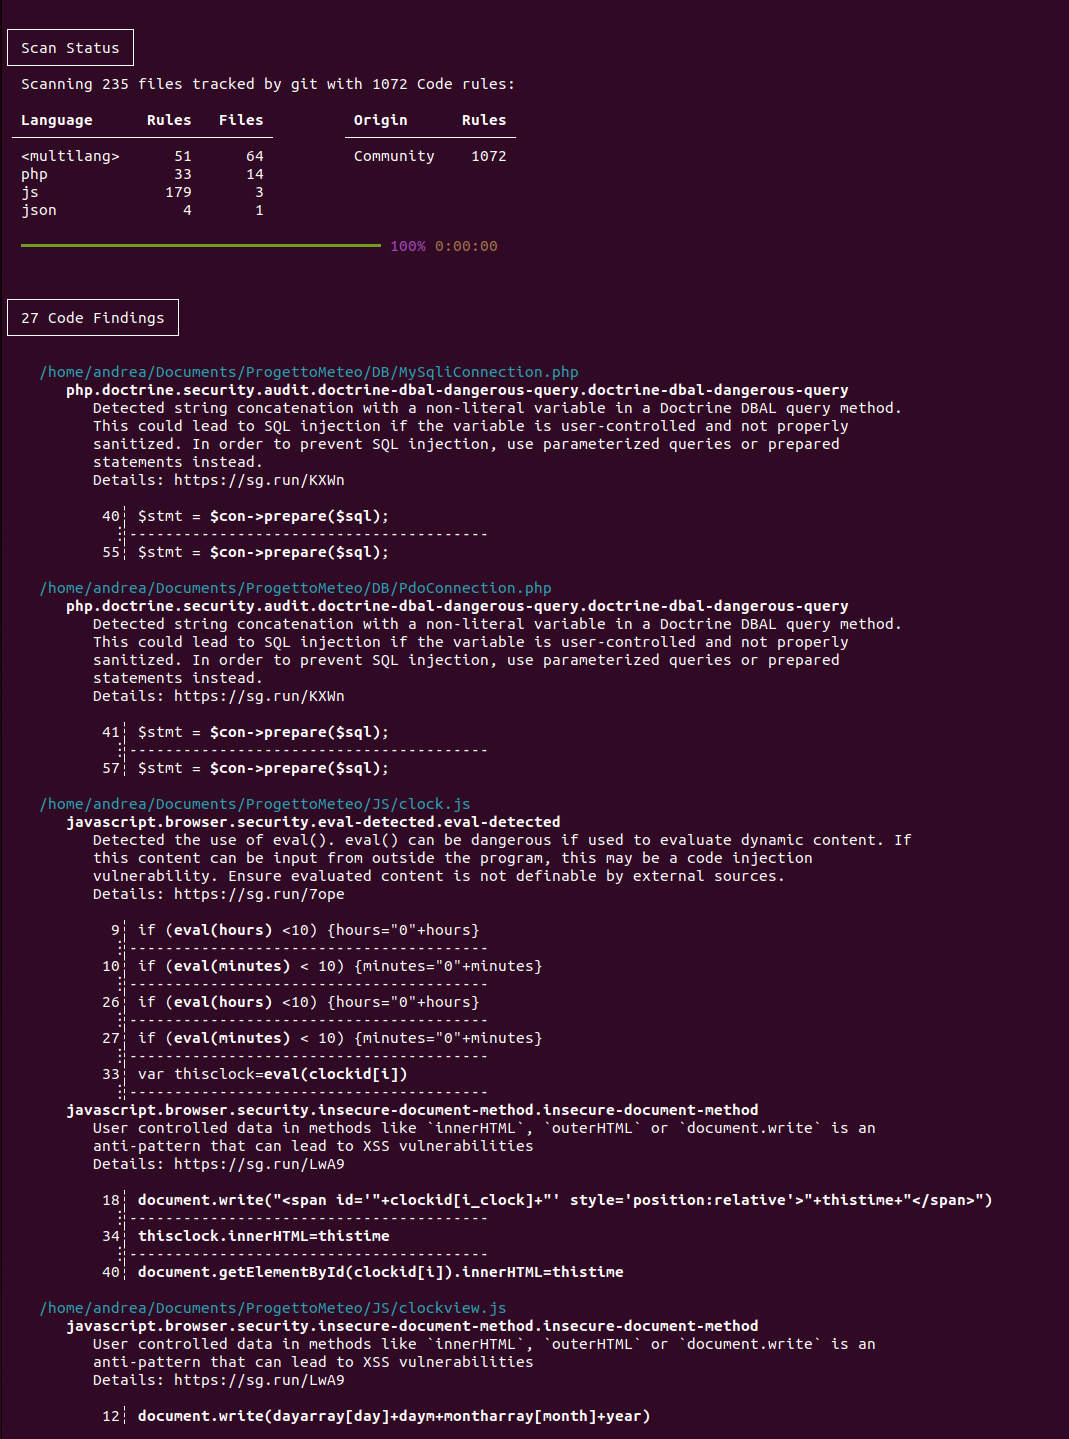 Scan Status
Scanning 235 files tracked by git with 1072 Code rules:
Language Rules Files Origin Rules
<multilang> 51 64 Community 1072
php 33 14
js 179 3
json 4 1
100% 0:00:00
27 Code Findings
/home/andrea/Documents/ProgettoMeteo/DB/MySqliConnection.php
php.doctrine.security.audit.doctrine-dbal-dangerous-query.doctrine-dbal-dangerous-query
Detected string concatenation with a non-literal variable in a Doctrine DBAL query method.
This could lead to SQL injection if the variable is user-controlled and not properly
sanitized. In order to prevent SQL injection, use parameterized queries or prepared
statements instead.
Details: https://sg.run/KXWn
40┆ $stmt = $con->prepare($sql);
⋮┆----------------------------------------
55┆ $stmt = $con->prepare($sql);
/home/andrea/Documents/ProgettoMeteo/DB/PdoConnection.php
php.doctrine.security.audit.doctrine-dbal-dangerous-query.doctrine-dbal-dangerous-query
Detected string concatenation with a non-literal variable in a Doctrine DBAL query method.
This could lead to SQL injection if the variable is user-controlled and not properly
sanitized. In order to prevent SQL injection, use parameterized queries or prepared
statements instead.
Details: https://sg.run/KXWn
41┆ $stmt = $con->prepare($sql);
⋮┆----------------------------------------
57┆ $stmt = $con->prepare($sql);
/home/andrea/Documents/ProgettoMeteo/JS/clock.js
javascript.browser.security.eval-detected.eval-detected
Detected the use of eval(). eval() can be dangerous if used to evaluate dynamic content. If
this content can be input from outside the program, this may be a code injection
vulnerability. Ensure evaluated content is not definable by external sources.
Details: https://sg.run/7ope
9┆ if (eval(hours) <10) {hours="0"+hours}
⋮┆----------------------------------------
10┆ if (eval(minutes) < 10) {minutes="0"+minutes}
⋮┆----------------------------------------
26┆ if (eval(hours) <10) {hours="0"+hours}
⋮┆----------------------------------------
27┆ if (eval(minutes) < 10) {minutes="0"+minutes}
⋮┆----------------------------------------
33┆ var thisclock=eval(clockid[i])
⋮┆----------------------------------------
javascript.browser.security.insecure-document-method.insecure-document-method
User controlled data in methods like `innerHTML`, `outerHTML` or `document.write` is an
anti-pattern that can lead to XSS vulnerabilities
Details: https://sg.run/LwA9
18┆ document.write("<span id='"+clockid[i_clock]+"' style='position:relative'>"+thistime+"</span>")
⋮┆----------------------------------------
34┆ thisclock.innerHTML=thistime
⋮┆----------------------------------------
40┆ document.getElementById(clockid[i]).innerHTML=thistime
/home/andrea/Documents/ProgettoMeteo/JS/clockview.js
javascript.browser.security.insecure-document-method.insecure-document-method
User controlled data in methods like `innerHTML`, `outerHTML` or `document.write` is an
anti-pattern that can lead to XSS vulnerabilities
Details: https://sg.run/LwA9
12┆ document.write(dayarray[day]+daym+montharray[month]+year)